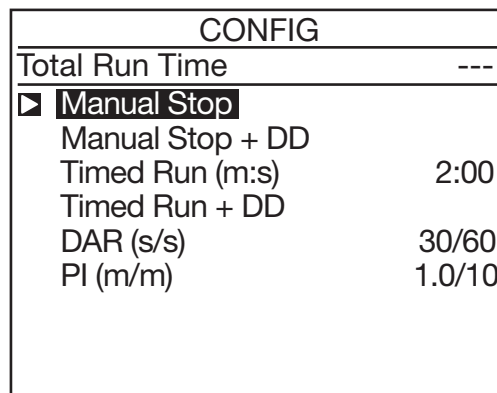 CONFIG
Total Run Time ---
Manual Stop
Manual Stop + DD
Timed Run (m:s) 2:00
Timed Run + DD
DAR (s/s) 30/60
PI (m/m) 1.0/10